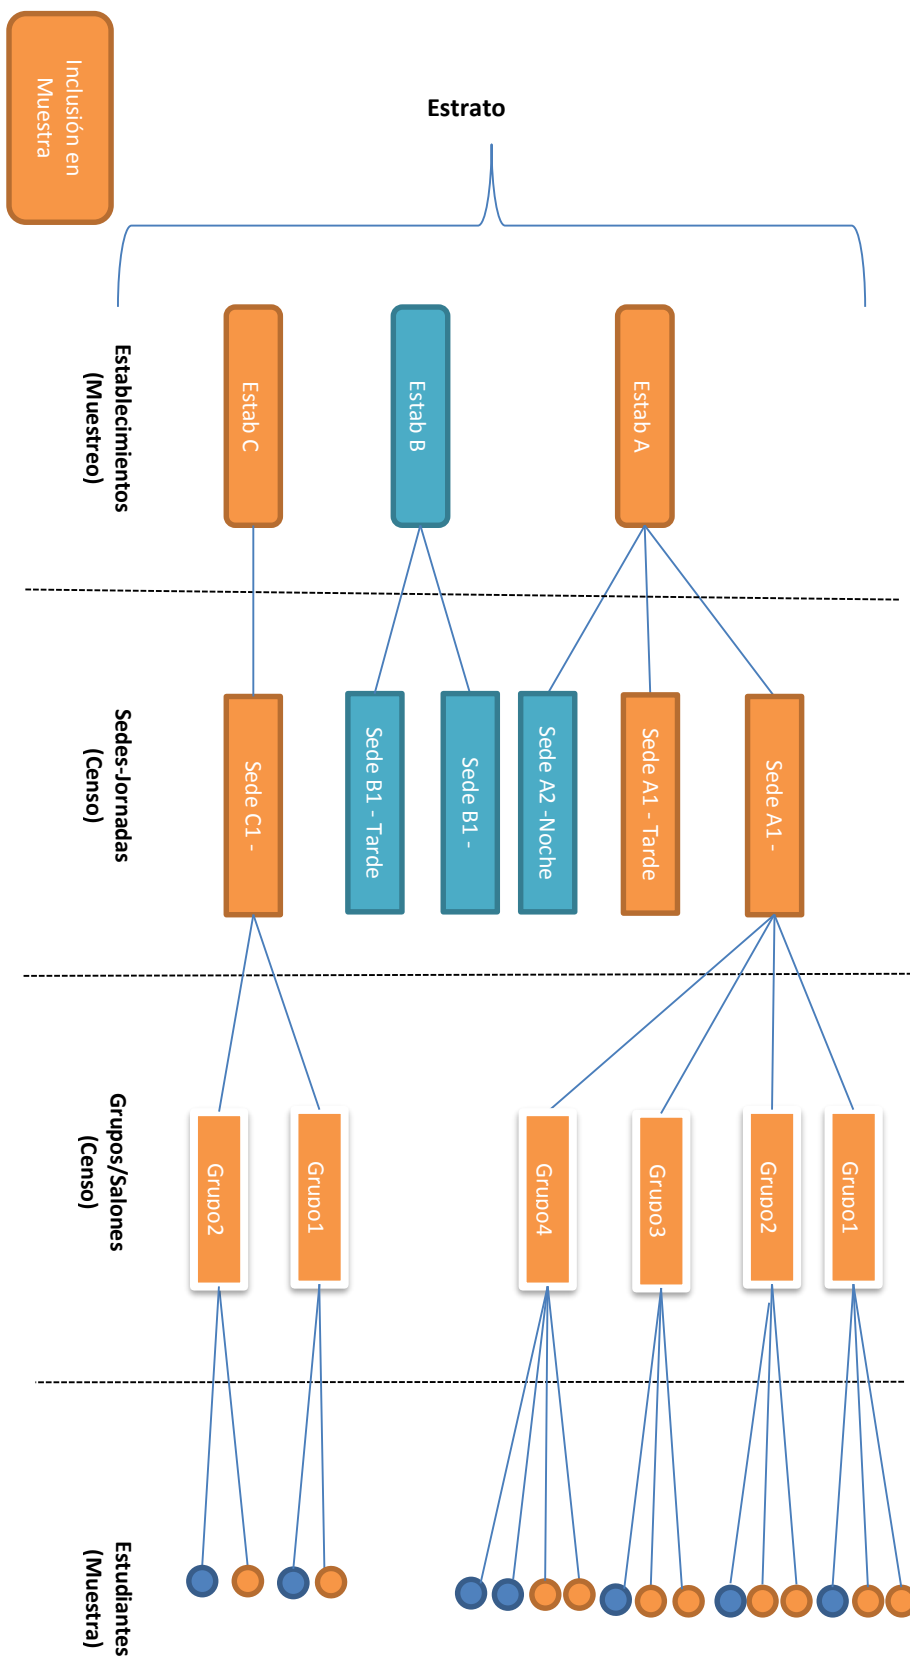 Inclusión en
Muestra
Estrato
Establecimientos
(Muestreo)
Estab A
Estab B
Estab C
Sedes-Jornadas
(Censo)
Sede A1 -
Sede A1 - Tarde
Sede A2 -Noche
Sede B1 -
Sede B1 - Tarde
Sede C1 -
Grupos/Salones
(Censo)
Grupo1
Grupo2
Grupo3
Grupo4
Grupo1
Grupo2
Estudiantes
(Muestra)